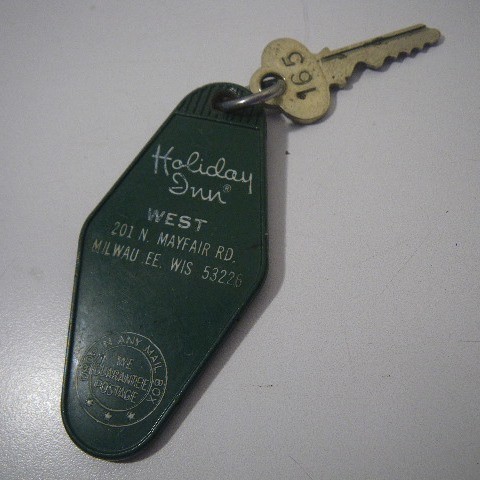 165
Holiday
Inn®
WEST
201 N. MAYFAIR RD.
MILWAU EE. WIS 53226
IN ANY MAIL BOX
WE
GUARANTEE
POSTAGE